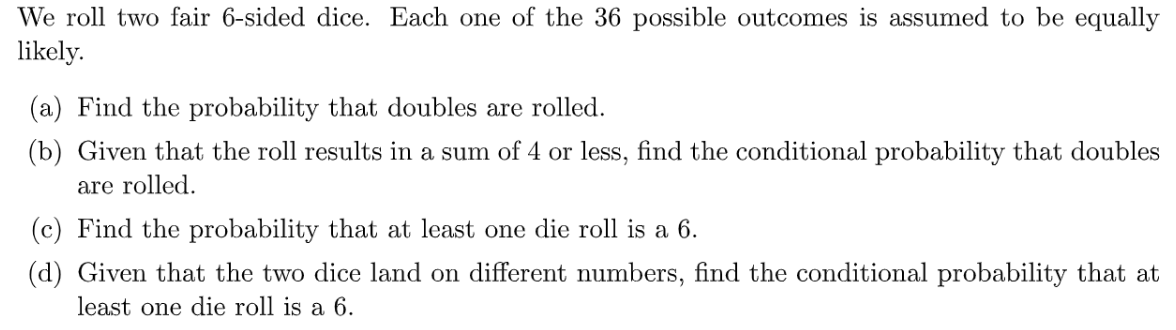 We roll two fair 6-sided dice. Each one of the 36 possible outcomes is assumed to be equally
likely.
(a) Find the probability that doubles are rolled.
(b) Given that the roll results in a sum of 4 or less, find the conditional probability that doubles
are rolled.
(c) Find the probability that at least one die roll is a 6.
(d) Given that the two dice land on different numbers, find the conditional probability that at
least one die roll is a 6.